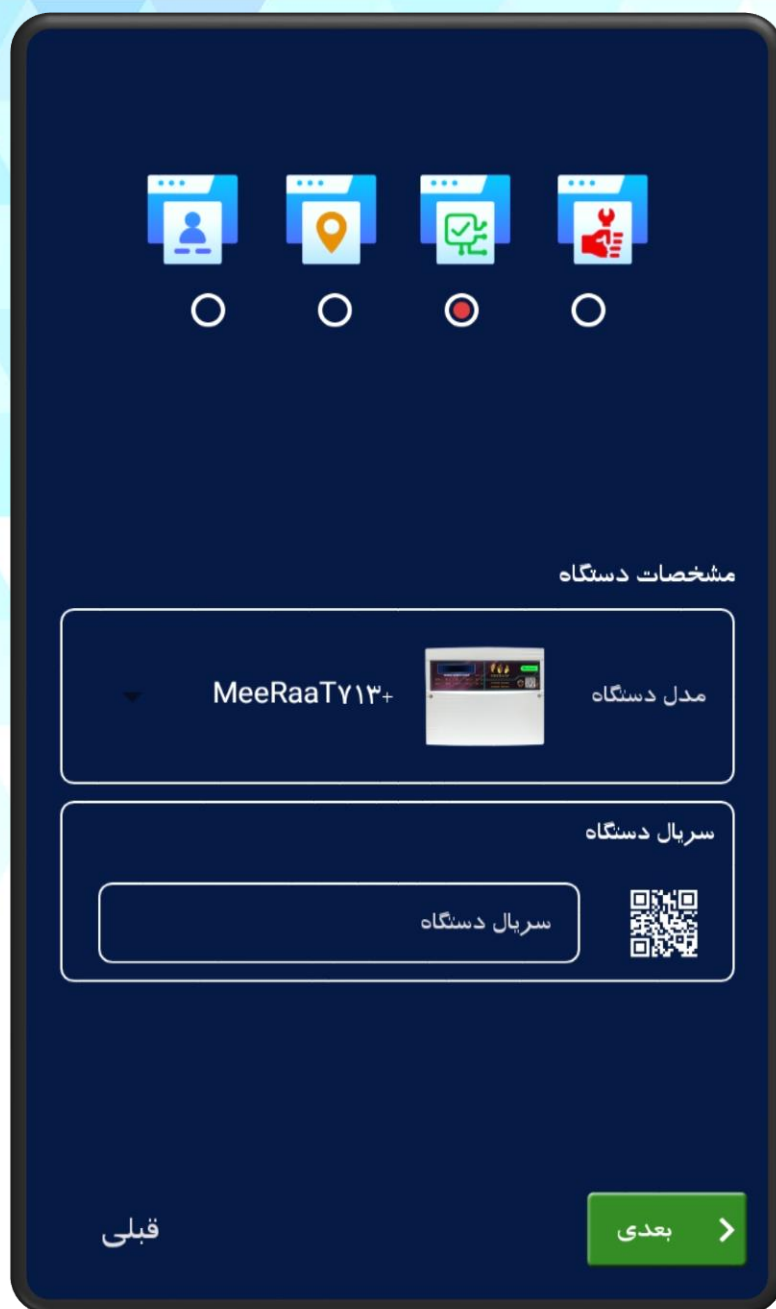 مشخصات دستگاه
مدل دستگاه
MeeRaaT۷۱۳+
سریال دستگاه
سریال دستگاه
بعدی
قبلی